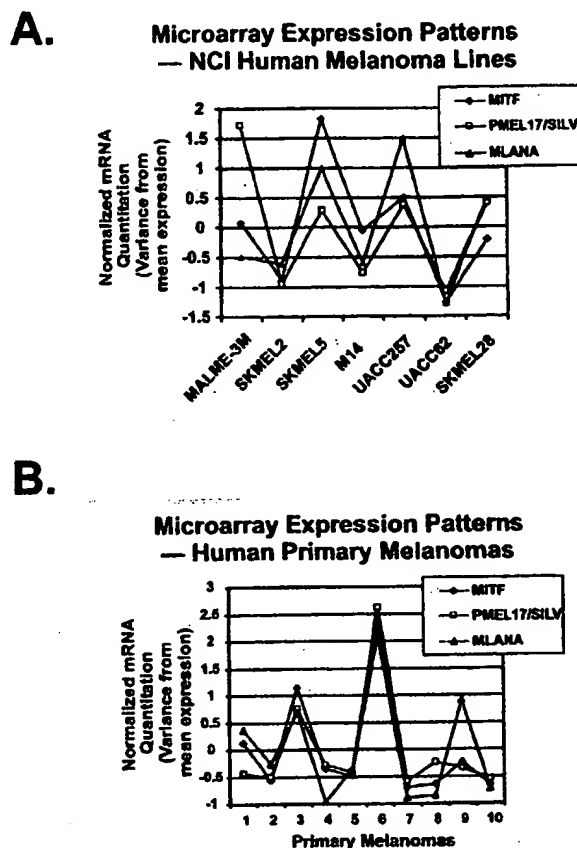 A.
Microarray Expression Patterns
— NCI Human Melanoma Lines
MITF
PMEL17/SILV
MLANA
Normalized mRNA
Quantitation
(Variance from
mean expression)
2
1.5
1
0.5
0
-0.5
-1
-1.5
MALME-3M
SKMEL2
SKMEL5
M14
UACC257
UACC62
SKMEL28
B.
Microarray Expression Patterns
— Human Primary Melanomas
MITF
PMEL17/SILV
MLANA
Normalized mRNA
Quantitation
(Variance from
mean expression)
3
2.5
2
1.5
1
0.5
0
-0.5
-1
1 2 3 4 5 6 7 8 9 10
Primary Melanomas